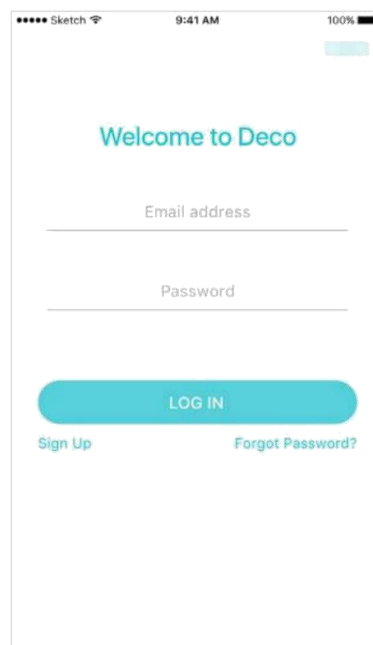 Sketch 9:41 AM 100%
Welcome to Deco
Email address
Password
LOG IN
Sign Up Forgot Password?